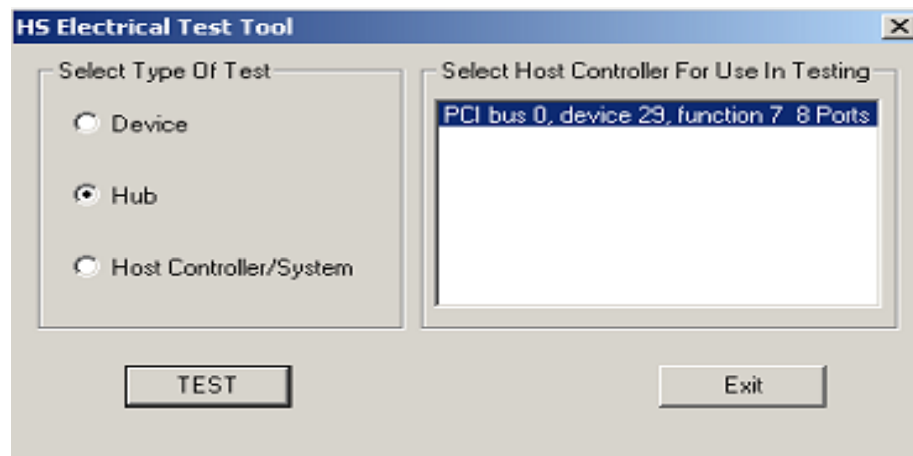 HS Electrical Test Tool
Select Type Of Test
Device
Hub
Host Controller/System
Select Host Controller For Use In Testing
PCI bus 0, device 29, function 7 8 Ports
TEST
Exit